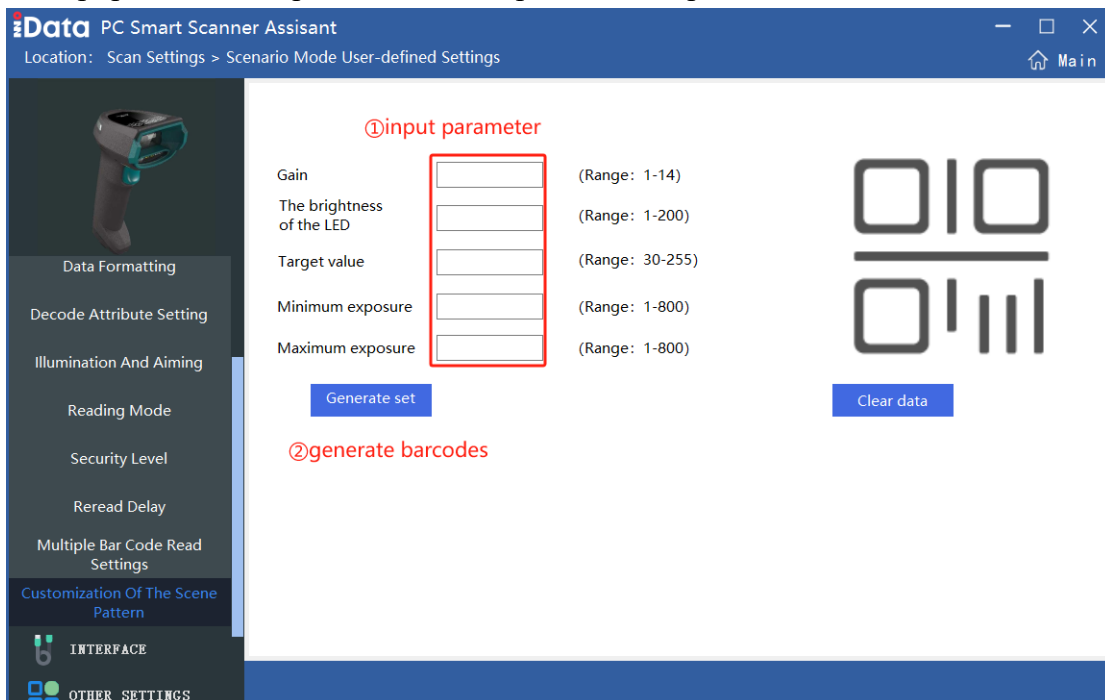 iData PC Smart Scanner Assisant
Location: Scan Settings > Scenario Mode User-defined Settings
Main
①input parameter
Gain (Range: 1-14)
The brightness
of the LED (Range: 1-200)
Target value (Range: 30-255)
Minimum exposure (Range: 1-800)
Maximum exposure (Range: 1-800)
Generate set
Clear data
②generate barcodes
Data Formatting
Decode Attribute Setting
Illumination And Aiming
Reading Mode
Security Level
Reread Delay
Multiple Bar Code Read
Settings
Customization Of The Scene
Pattern
INTERFACE
OTHER SETTINGS